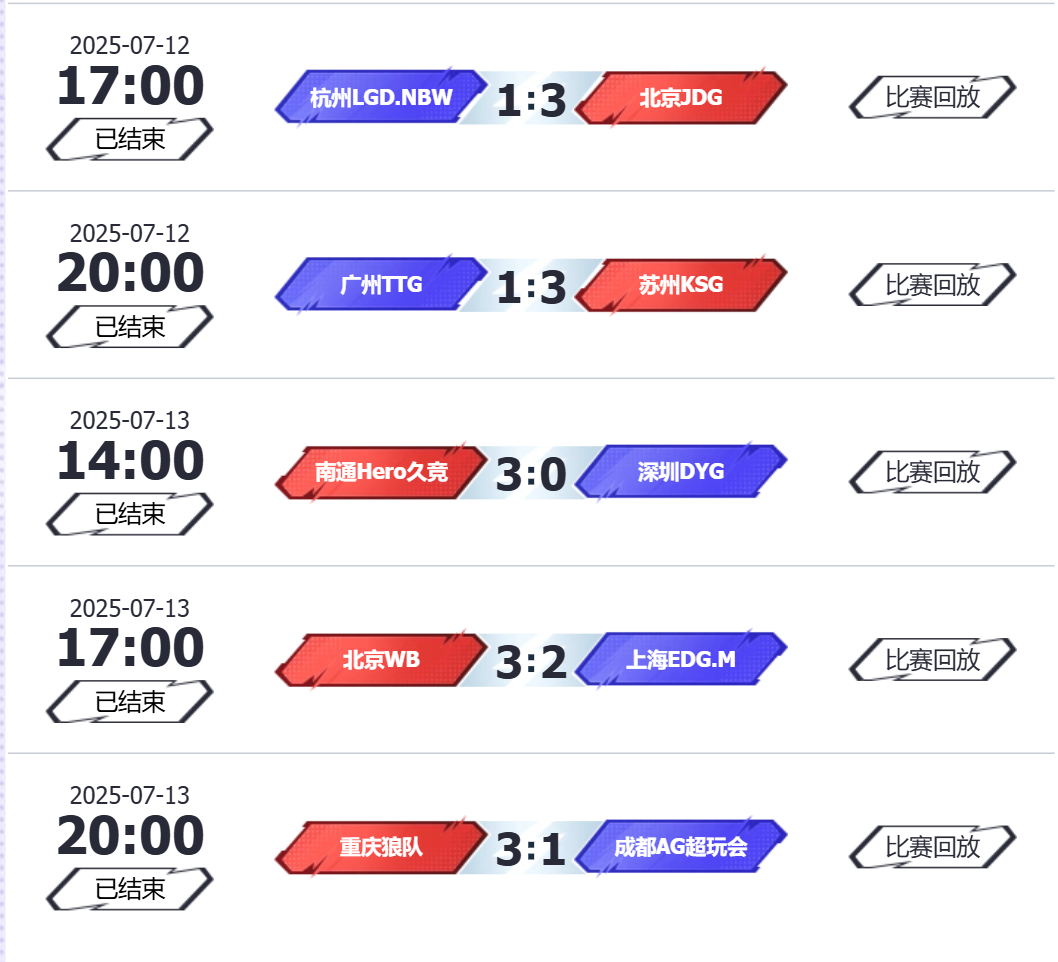 2025-07-12
17:00
已结束
杭州LGD.NBW 1:3 北京JDG
比赛回放
2025-07-12
20:00
已结束
广州TTG 1:3 苏州KSG
比赛回放
2025-07-13
14:00
已结束
南通Hero久竞 3:0 深圳DYG
比赛回放
2025-07-13
17:00
已结束
北京WB 3:2 上海EDG.M
比赛回放
2025-07-13
20:00
已结束
重庆狼队 3:1 成都AG超玩会
比赛回放